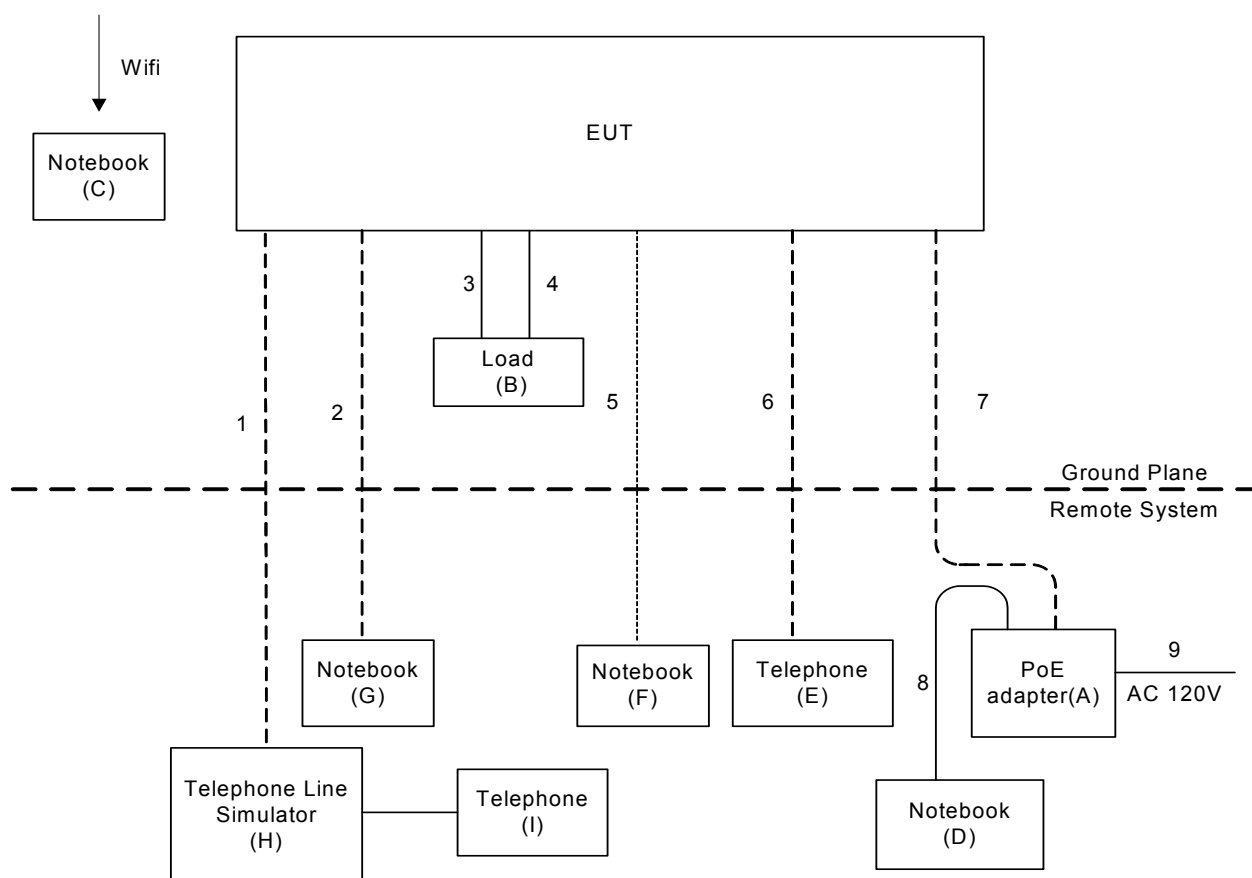 Wifi
EUT
Notebook
(C)
3
4
Load
(B)
1
2
5
6
7
Ground Plane
Remote System
Notebook
(G)
Notebook
(F)
Telephone
(E)
8
PoE
adapter(A)
9
AC 120V
Telephone Line
Simulator
(H)
Telephone
(I)
Notebook
(D)